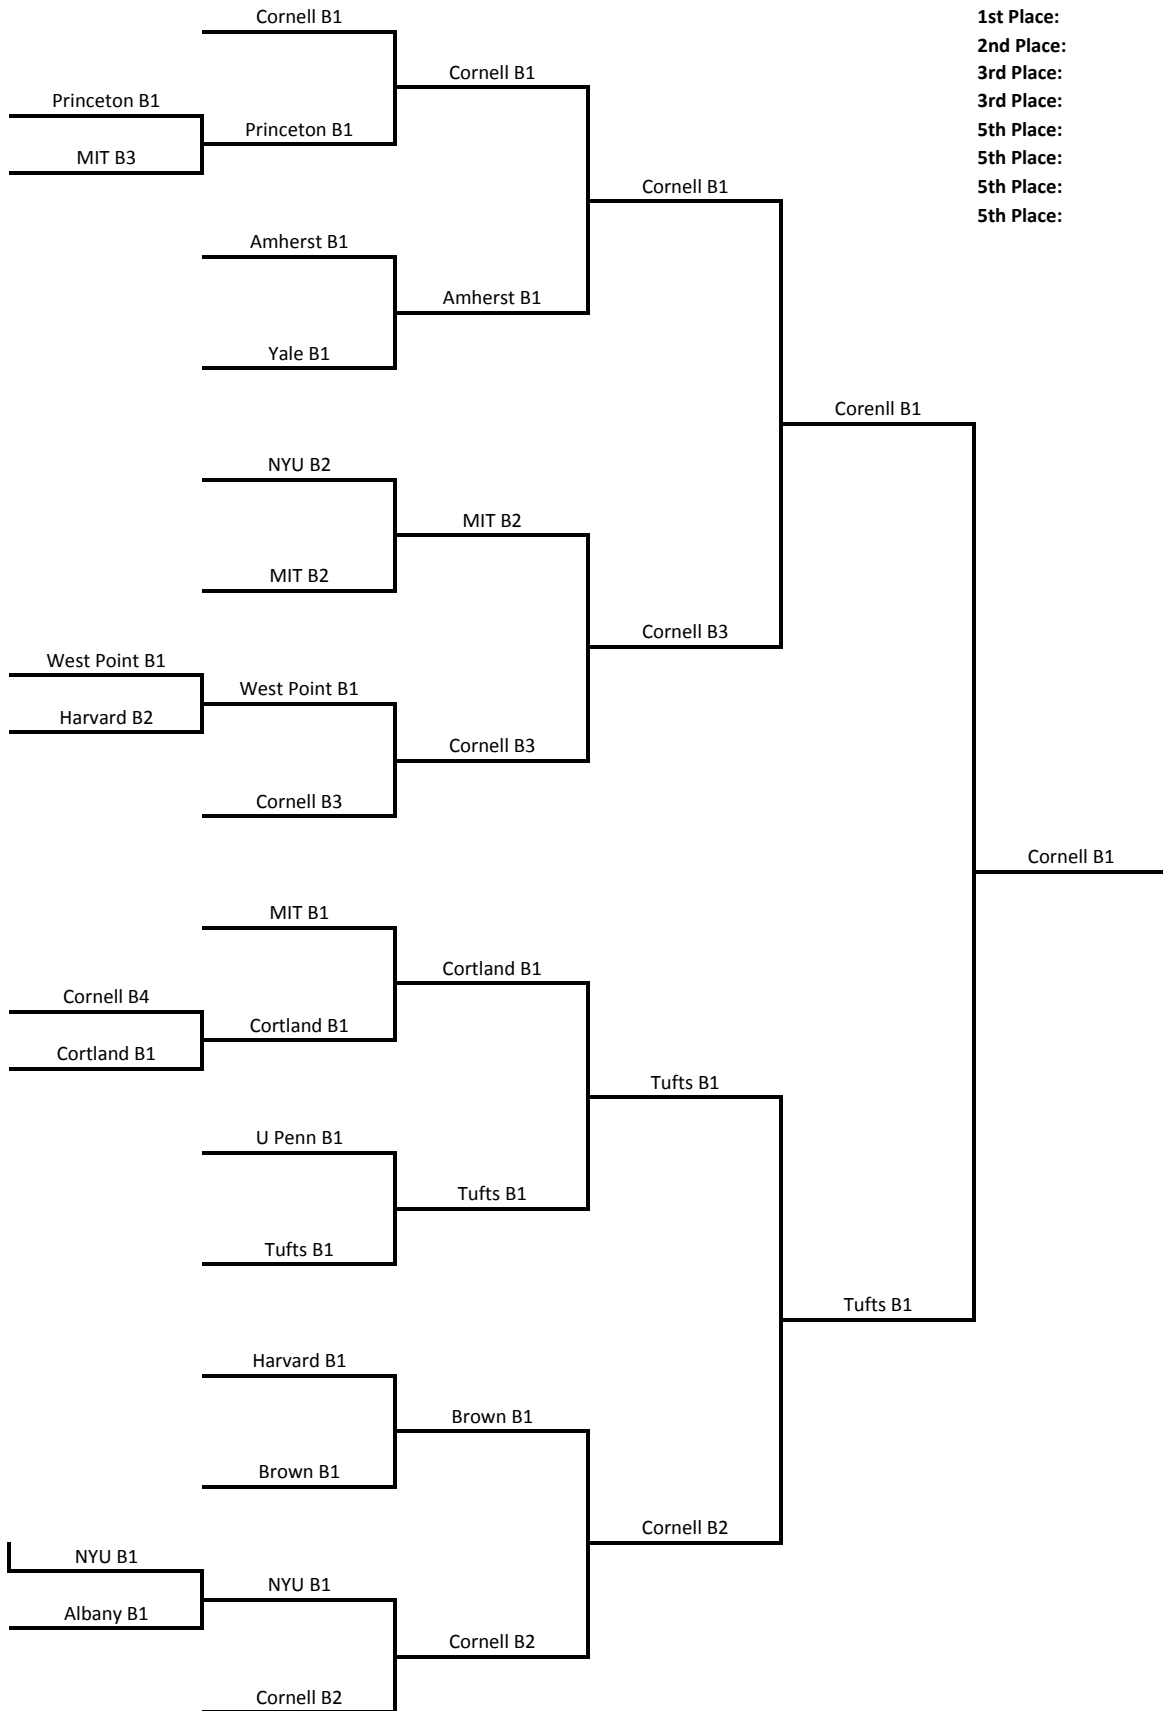 Cornell B1
1st Place:
2nd Place:
Cornell B1
3rd Place:
Princeton B1
3rd Place:
Princeton B1
5th Place:
MIT B3
5th Place:
Cornell B1
5th Place:
5th Place:
Amherst B1
Amherst B1
Yale B1
Corenll B1
NYU B2
MIT B2
MIT B2
Cornell B3
West Point B1
West Point B1
Harvard B2
Cornell B3
Cornell B3
Cornell B1
MIT B1
Cortland B1
Cornell B4
Cortland B1
Cortland B1
Tufts B1
U Penn B1
Tufts B1
Tufts B1
Tufts B1
Harvard B1
Brown B1
Brown B1
Cornell B2
NYU B1
NYU B1
Albany B1
Cornell B2
Cornell B2